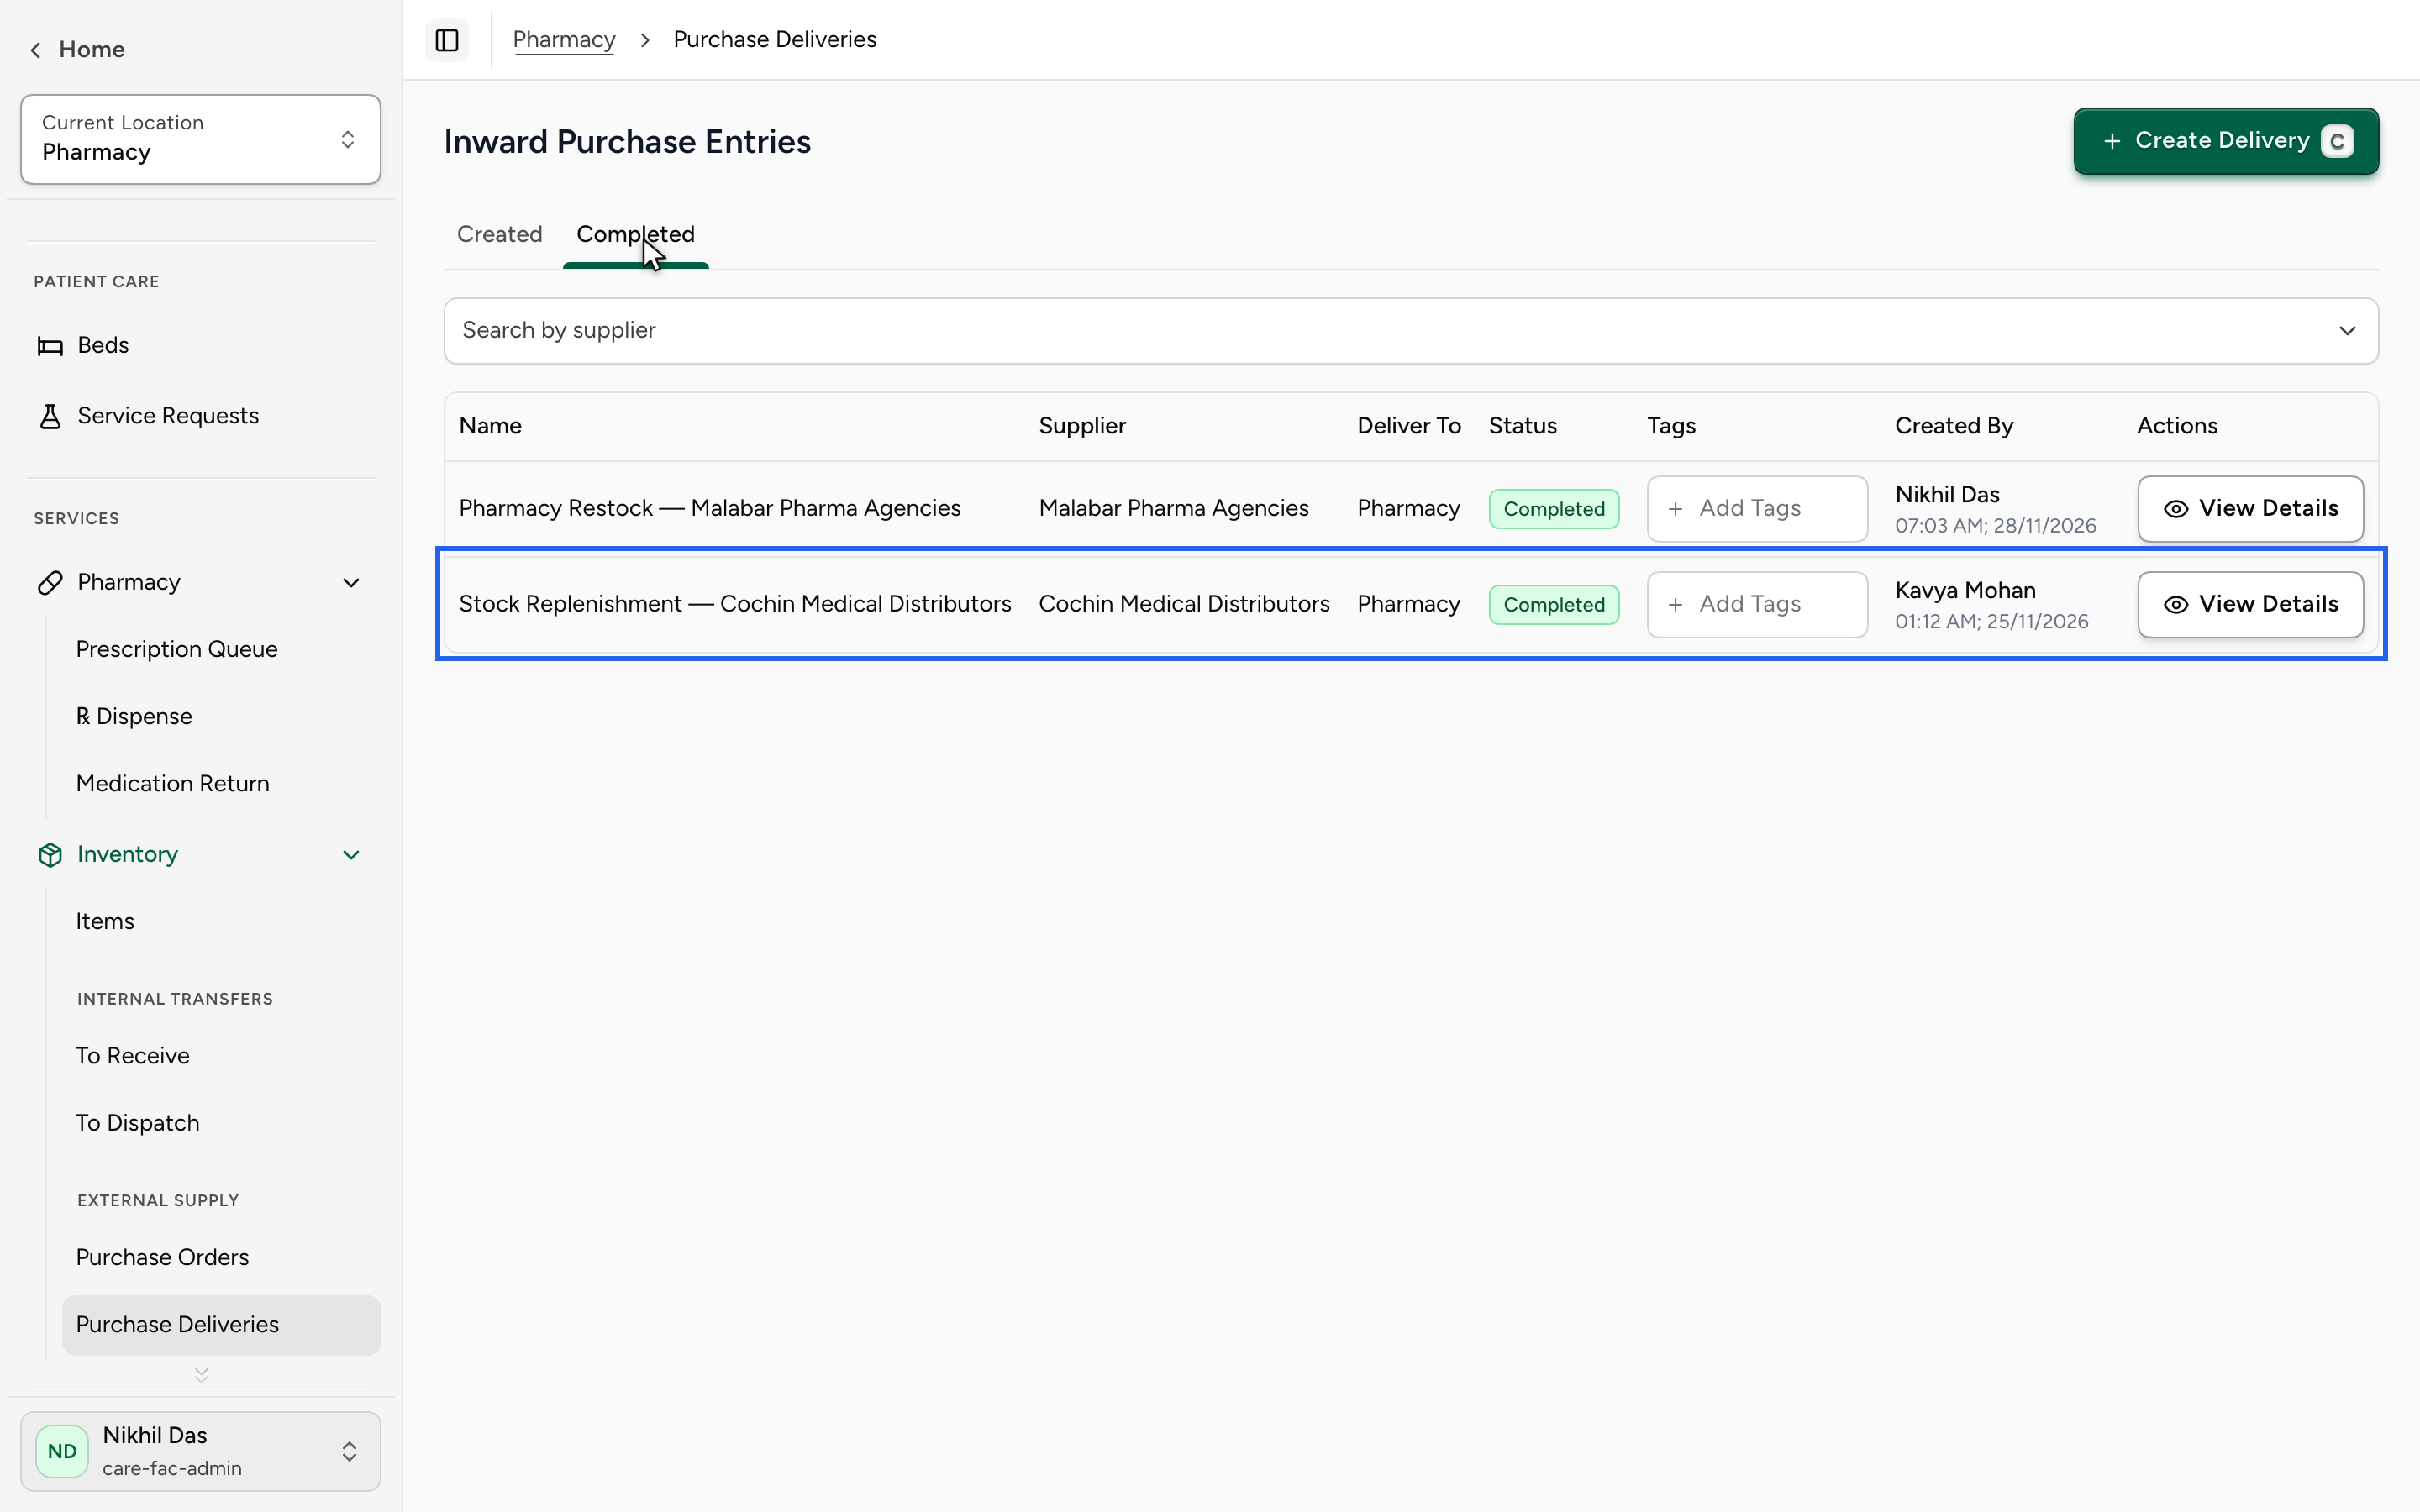 Home
Current Location
Pharmacy
PATIENT CARE
Beds
Service Requests
SERVICES
Pharmacy
Prescription Queue
℞ Dispense
Medication Return
Inventory
Items
INTERNAL TRANSFERS
To Receive
To Dispatch
EXTERNAL SUPPLY
Purchase Orders
Purchase Deliveries
ND
Nikhil Das
care-fac-admin
Pharmacy > Purchase Deliveries
Inward Purchase Entries
+ Create Delivery C
Created Completed
Search by supplier
Name Supplier Deliver To Status Tags Created By Actions
Pharmacy Restock — Malabar Pharma Agencies Malabar Pharma Agencies Pharmacy Completed + Add Tags Nikhil Das View Details
07:03 AM; 28/11/2026
Stock Replenishment — Cochin Medical Distributors Cochin Medical Distributors Pharmacy Completed + Add Tags Kavya Mohan View Details
01:12 AM; 25/11/2026